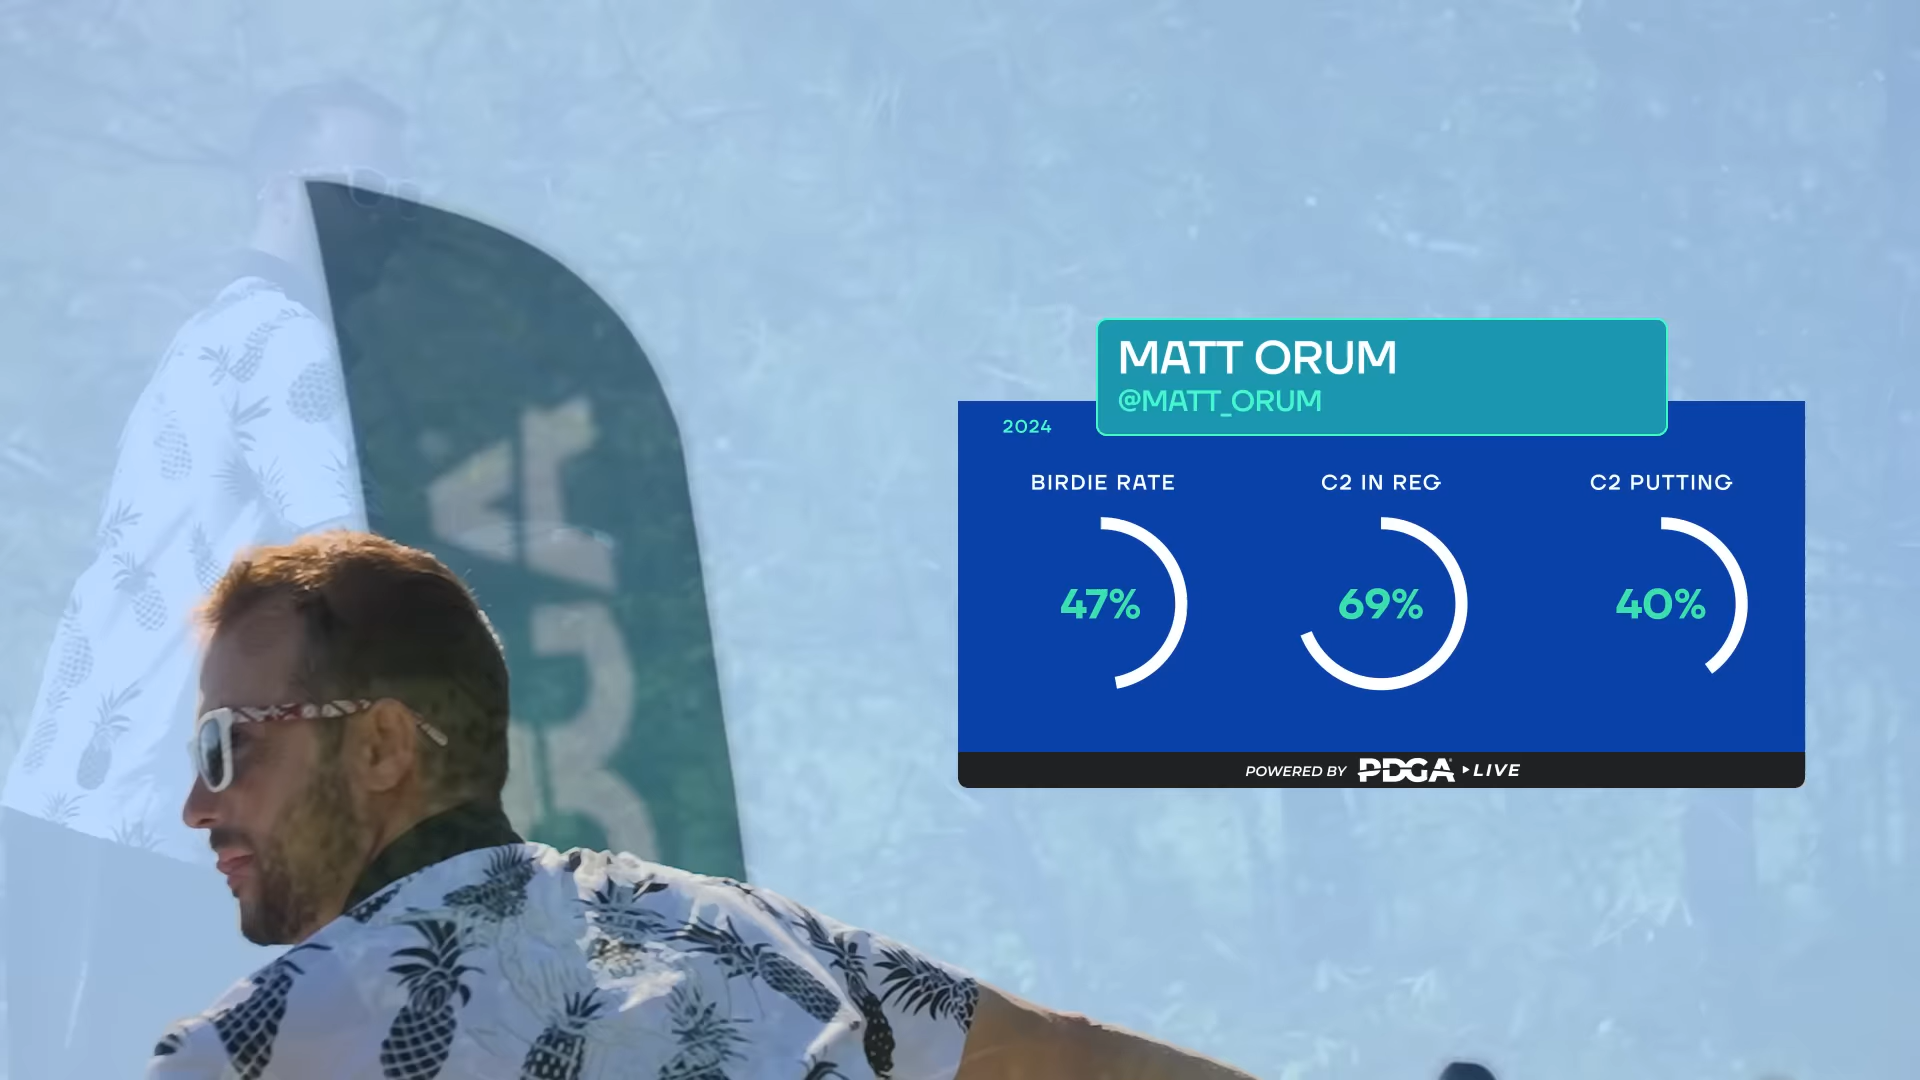 MATT ORUM
@MATT_ORUM
2024
BIRDIE RATE
C2 IN REG
C2 PUTTING
47%
69%
40%
POWERED BY PDGA LIVE